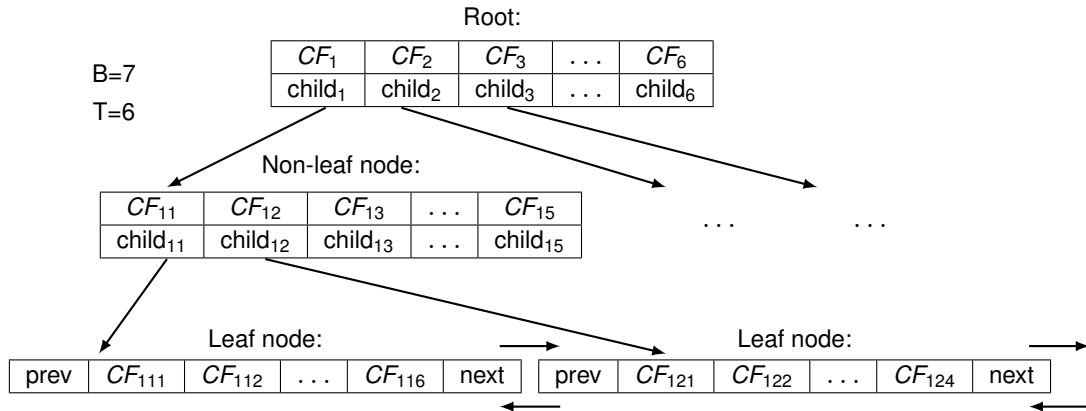 Root:
CF₁ CF₂ CF₃ ... CF₆
B=7
child₁ child₂ child₃ ... child₆
T=6
Non-leaf node:
CF₁₁ CF₁₂ CF₁₃ ... CF₁₅
child₁₁ child₁₂ child₁₃ ... child₁₅
... ...
Leaf node: Leaf node:
prev CF₁₁₁ CF₁₁₂ ... CF₁₁₆ next prev CF₁₂₁ CF₁₂₂ ... CF₁₂₄ next